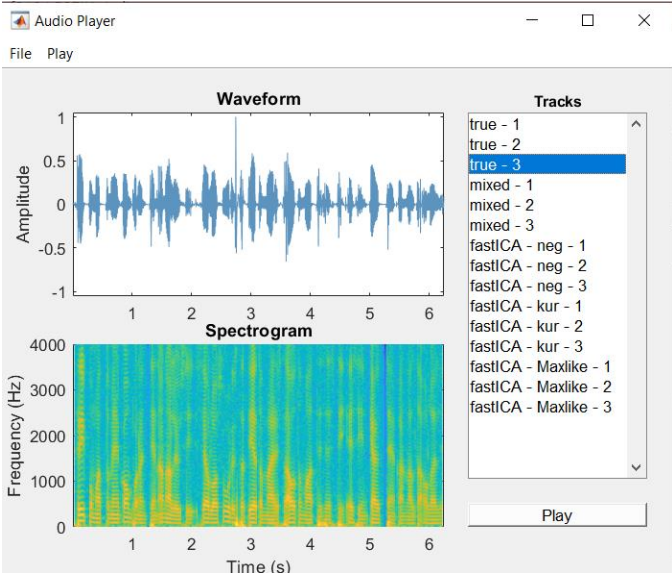 Audio Player
File Play
Waveform
Amplitude
1
0.5
0
-0.5
-1
1 2 3 4 5 6
Spectrogram
Frequency (Hz)
4000
3000
2000
1000
0
1 2 3 4 5 6
Time (s)
Tracks
true - 1
true - 2
true - 3
mixed - 1
mixed - 2
mixed - 3
fastICA - neg - 1
fastICA - neg - 2
fastICA - neg - 3
fastICA - kur - 1
fastICA - kur - 2
fastICA - kur - 3
fastICA - Maxlike - 1
fastICA - Maxlike - 2
fastICA - Maxlike - 3
Play